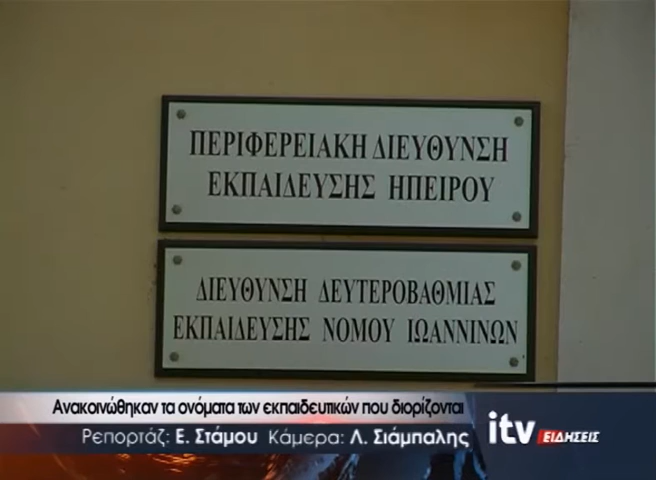 ΠΕΡΙΦΕΡΕΙΑΚΗ ΔΙΕΥΘΥΝΣΗ
ΕΚΠΑΙΔΕΥΣΗΣ ΗΠΕΙΡΟΥ
ΔΙΕΥΘΥΝΣΗ ΔΕΥΤΕΡΟΒΑΘΜΙΑΣ
ΕΚΠΑΙΔΕΥΣΗΣ ΝΟΜΟΥ ΙΩΑΝΝΙΝΩΝ
Ανακοινώθηκαν τα ονόματα των εκπαιδευτικών που διορίζονται
Ρεπορτάζ: Ε. Στάμου Κάμερα: Λ. Σιάμπαλης
itv ΕΙΔΗΣΕΙΣ